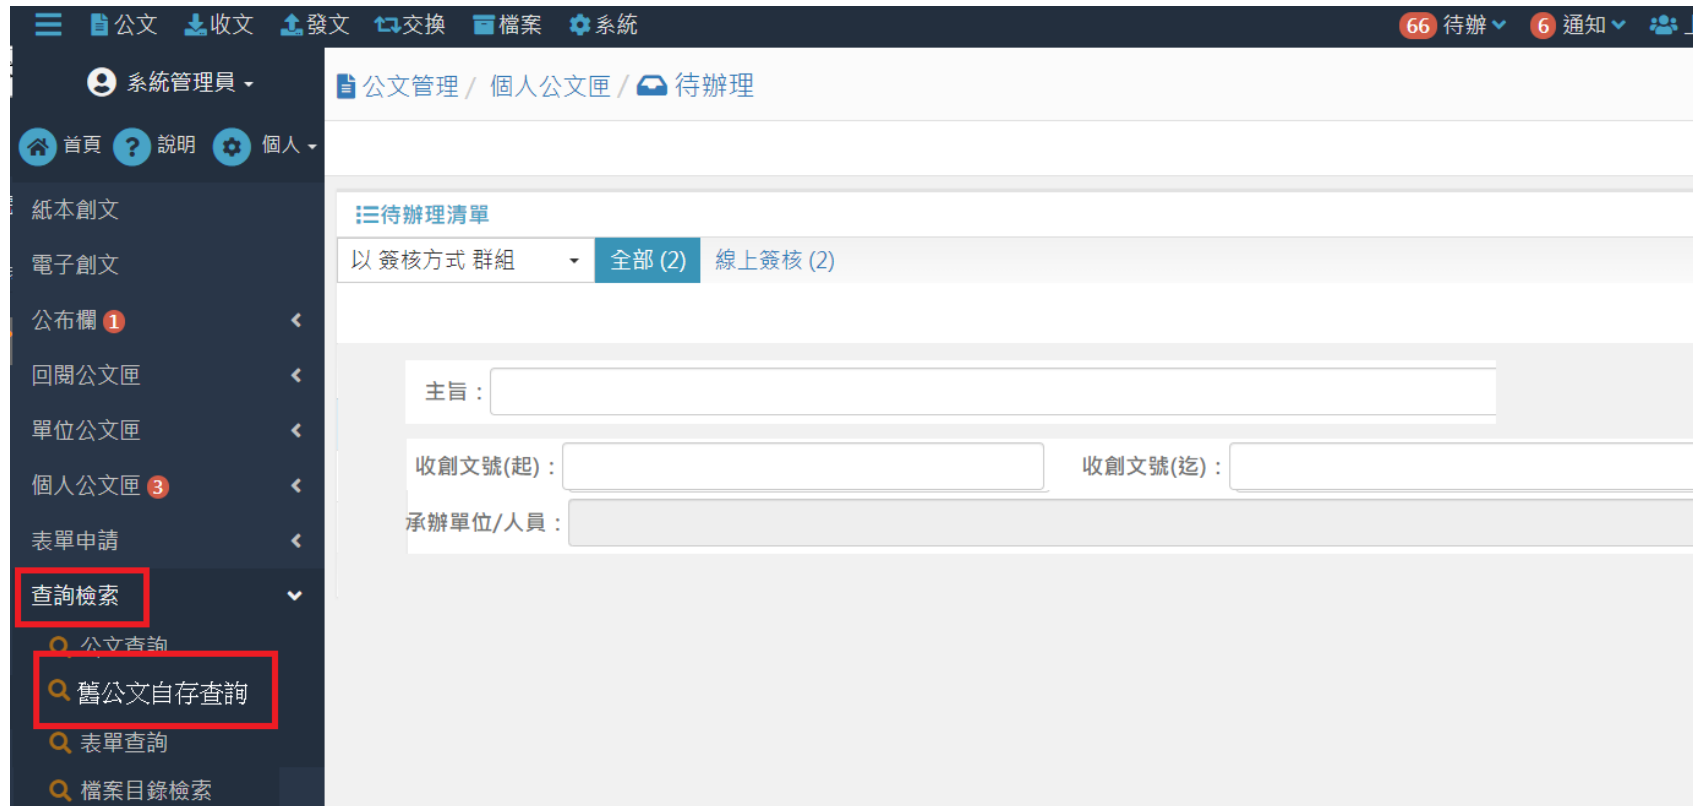 公文 收文 發文 交換 檔案 系統 66 待辦 6 通知
系統管理員
公文管理 / 個人公文匣 / 待辦理
首頁 ? 說明 個人
紙本創文
待辦理清單
以 簽核方式 群組 全部 (2) 線上簽核 (2)
電子創文
公布欄 1
回閱公文匣
主旨：
單位公文匣
收創文號(起)： 收創文號(迄)：
個人公文匣 3
承辦單位/人員：
表單申請
查詢檢索
公文查詢
舊公文自存查詢
表單查詢
檔案目錄檢索